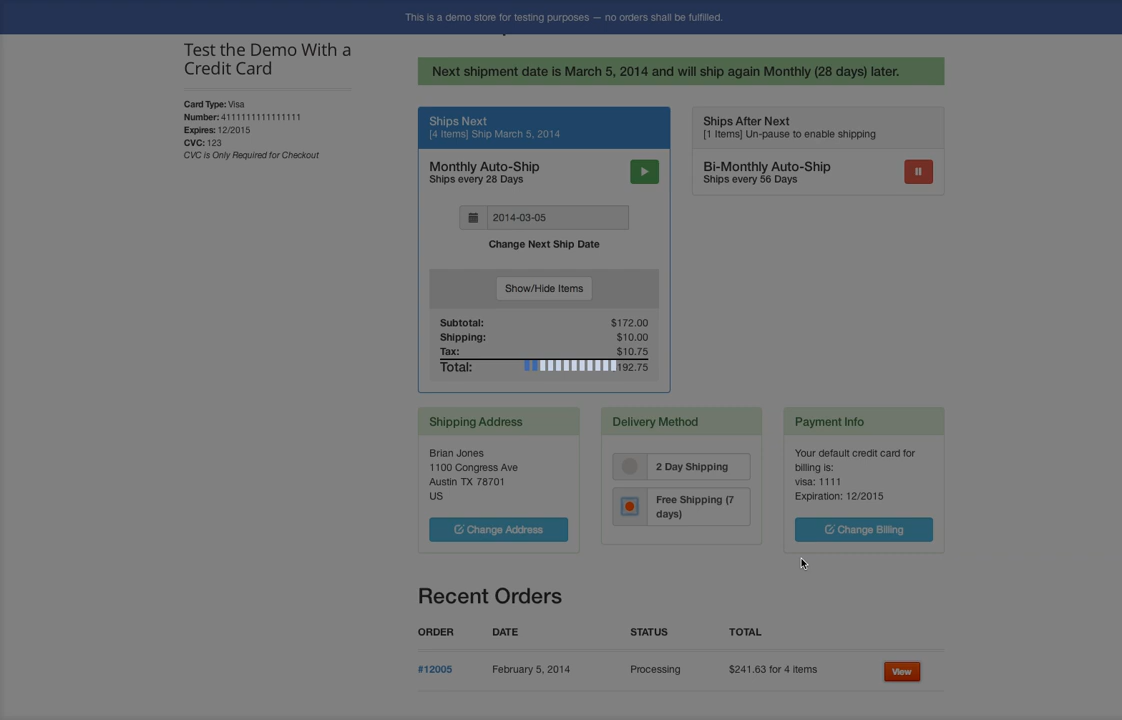 This is a demo store for testing purposes — no orders shall be fulfilled.
Test the Demo With a
Credit Card
Card Type: Visa
Number: 4111111111111111
Expires: 12/2015
CVC: 123
CVC is Only Required for Checkout
Next shipment date is March 5, 2014 and will ship again Monthly (28 days) later.
Ships Next
[4 Items] Ship March 5, 2014
Monthly Auto-Ship
Ships every 28 Days
2014-03-05
Change Next Ship Date
Show/Hide Items
Subtotal: $172.00
Shipping: $10.00
Tax: $10.75
Total: 192.75
Ships After Next
[1 Items] Un-pause to enable shipping
Bi-Monthly Auto-Ship
Ships every 56 Days
Shipping Address
Brian Jones
1100 Congress Ave
Austin TX 78701
US
Change Address
Delivery Method
2 Day Shipping
Free Shipping (7
days)
Payment Info
Your default credit card for
billing is:
visa: 1111
Expiration: 12/2015
Change Billing
Recent Orders
ORDER DATE STATUS TOTAL
#12005 February 5, 2014 Processing $241.63 for 4 items View